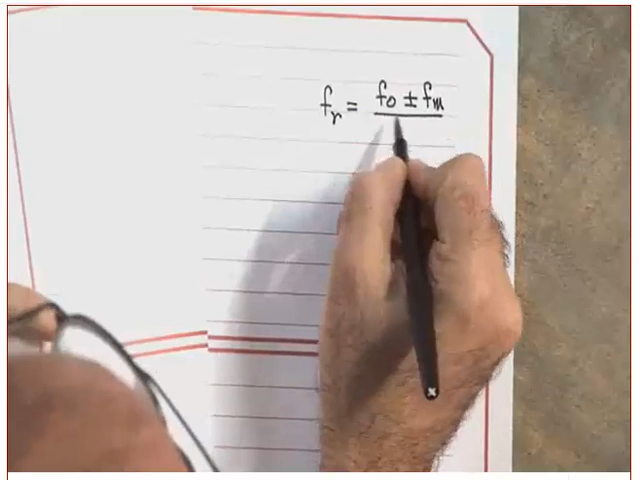 fr = fo ± fm